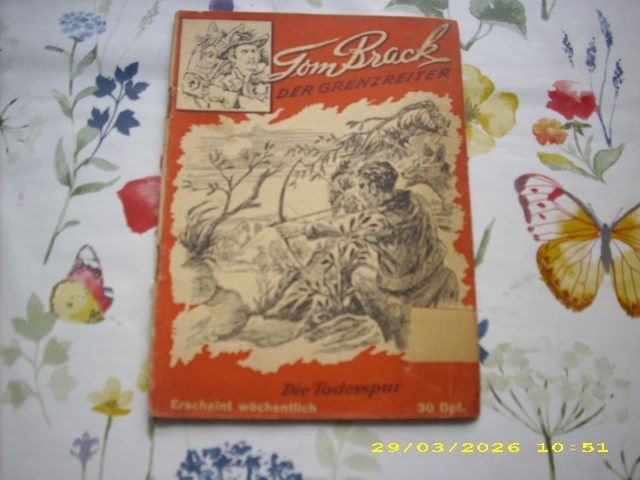 Tom Brack
DER GRENZREITER
Die Todesspur
Erscheint wöchentlich 30 Dpf.
29/03/2026 10:51